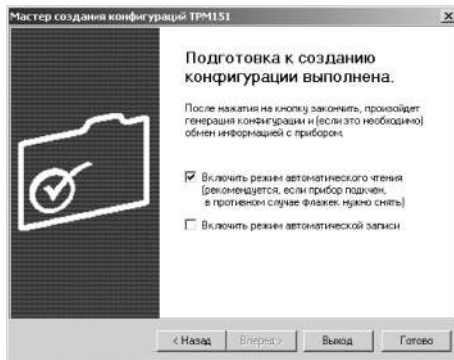 Мастер создания конфигураций ТРМ151
Подготовка к созданию
конфигурации выполнена.
После нажатия на кнопку закончить, произойдет
генерация конфигурации и (если это необходимо)
обмен информацией с прибором
Включить режим автоматического чтения
(рекомендуется, если прибор подкчен,
в противном случае флажек нужно снять)
Включить режим автоматической записи
< Назад
Вперед >
Выход
Готово